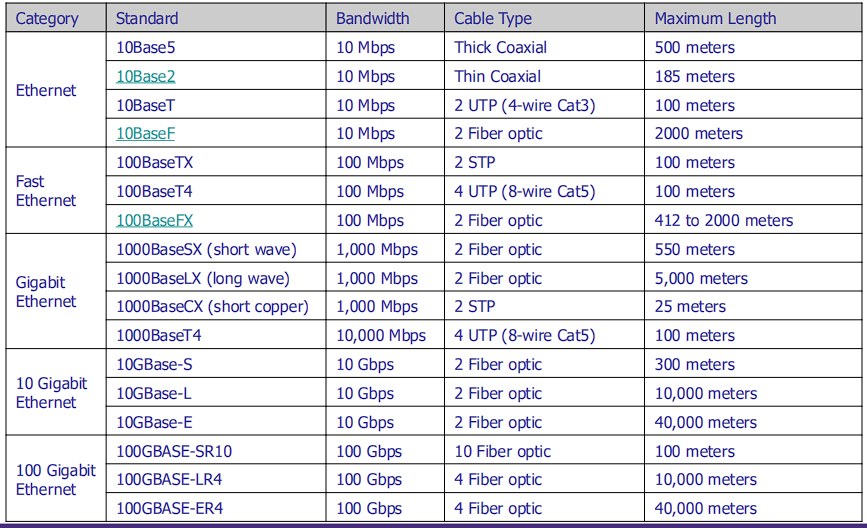 Category Standard Bandwidth Cable Type Maximum Length
Ethernet
10Base5 10 Mbps Thick Coaxial 500 meters
10Base2 10 Mbps Thin Coaxial 185 meters
10BaseT 10 Mbps 2 UTP (4-wire Cat3) 100 meters
10BaseF 10 Mbps 2 Fiber optic 2000 meters
Fast
Ethernet
100BaseTX 100 Mbps 2 STP 100 meters
100BaseT4 100 Mbps 4 UTP (8-wire Cat5) 100 meters
100BaseFX 100 Mbps 2 Fiber optic 412 to 2000 meters
Gigabit
Ethernet
1000BaseSX (short wave) 1,000 Mbps 2 Fiber optic 550 meters
1000BaseLX (long wave) 1,000 Mbps 2 Fiber optic 5,000 meters
1000BaseCX (short copper) 1,000 Mbps 2 STP 25 meters
1000BaseT4 10,000 Mbps 4 UTP (8-wire Cat5) 100 meters
10 Gigabit
Ethernet
10GBase-S 10 Gbps 2 Fiber optic 300 meters
10GBase-L 10 Gbps 2 Fiber optic 10,000 meters
10GBase-E 10 Gbps 2 Fiber optic 40,000 meters
100 Gigabit
Ethernet
100GBASE-SR10 100 Gbps 10 Fiber optic 100 meters
100GBASE-LR4 100 Gbps 4 Fiber optic 10,000 meters
100GBASE-ER4 100 Gbps 4 Fiber optic 40,000 meters